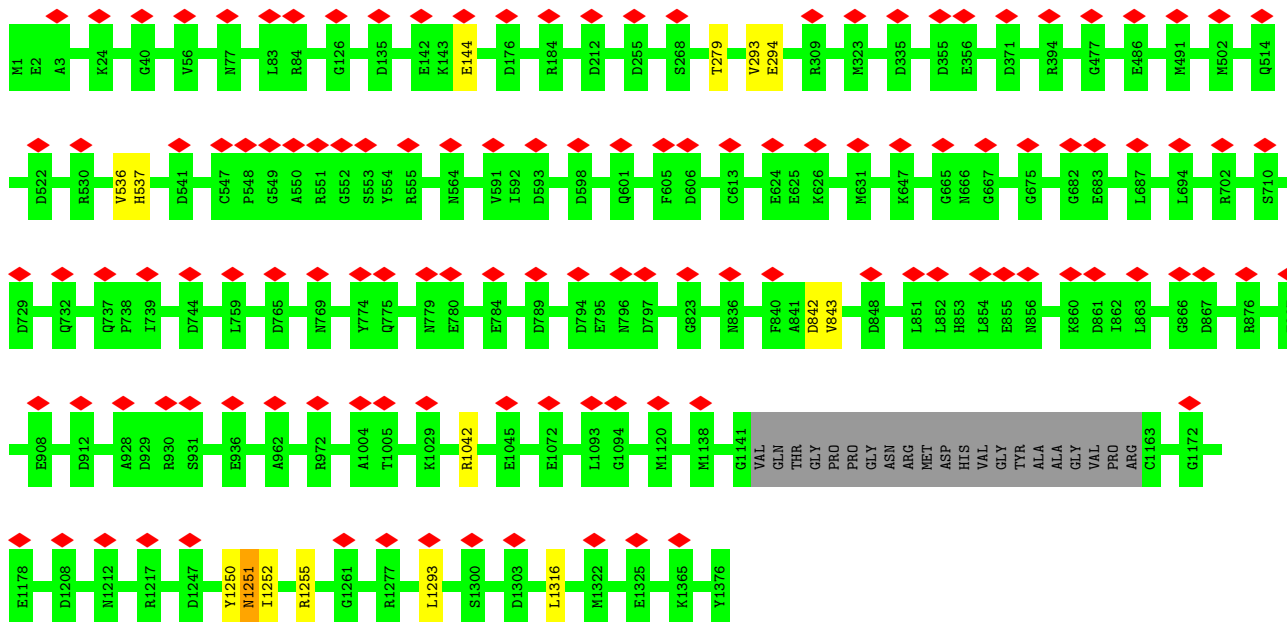 M1 E2 A3 K24 G40 V56 N77 L83 R84 G126 D135 E142 K143 E144 D176 R184 D212 D255 S268 T279 V293 E294 R309 M323 D335 D355 E356 D371 R394 G477 E486 M491 M502 Q514
D522 R530 V536 H537 D541 C547 P548 G549 A550 R551 G552 S553 Y554 R555 N564 V591 I592 D593 D598 Q601 F605 D606 C613 E624 E625 K626 M631 K647 G665 N666 G667 G675 G682 E683 L687 L694 R702 S710
D729 Q732 Q737 P738 I739 D744 L759 D765 N769 Y774 Q775 N779 E780 E784 D789 D794 E795 N796 D797 G823 N836 F840 A841 D842 V843 D848 L851 L852 H853 L854 E855 N856 K860 D861 I862 L863 G866 D867 R876
E908 D912 A928 D929 R930 S931 E936 A962 R972 A1004 T1005 K1029 R1042 E1045 E1072 L1093 G1094 M1120 M1138 G1141 VAL GLN THR GLY PRO PRO GLY ASN ARG MET ASP HIS VAL GLY TYR ALA ALA GLY VAL PRO ARG C1163 G1172
E1178 D1208 N1212 R1217 D1247 Y1250 N1251 I1252 R1255 G1261 R1277 L1293 S1300 D1303 L1316 M1322 E1325 K1365 Y1376